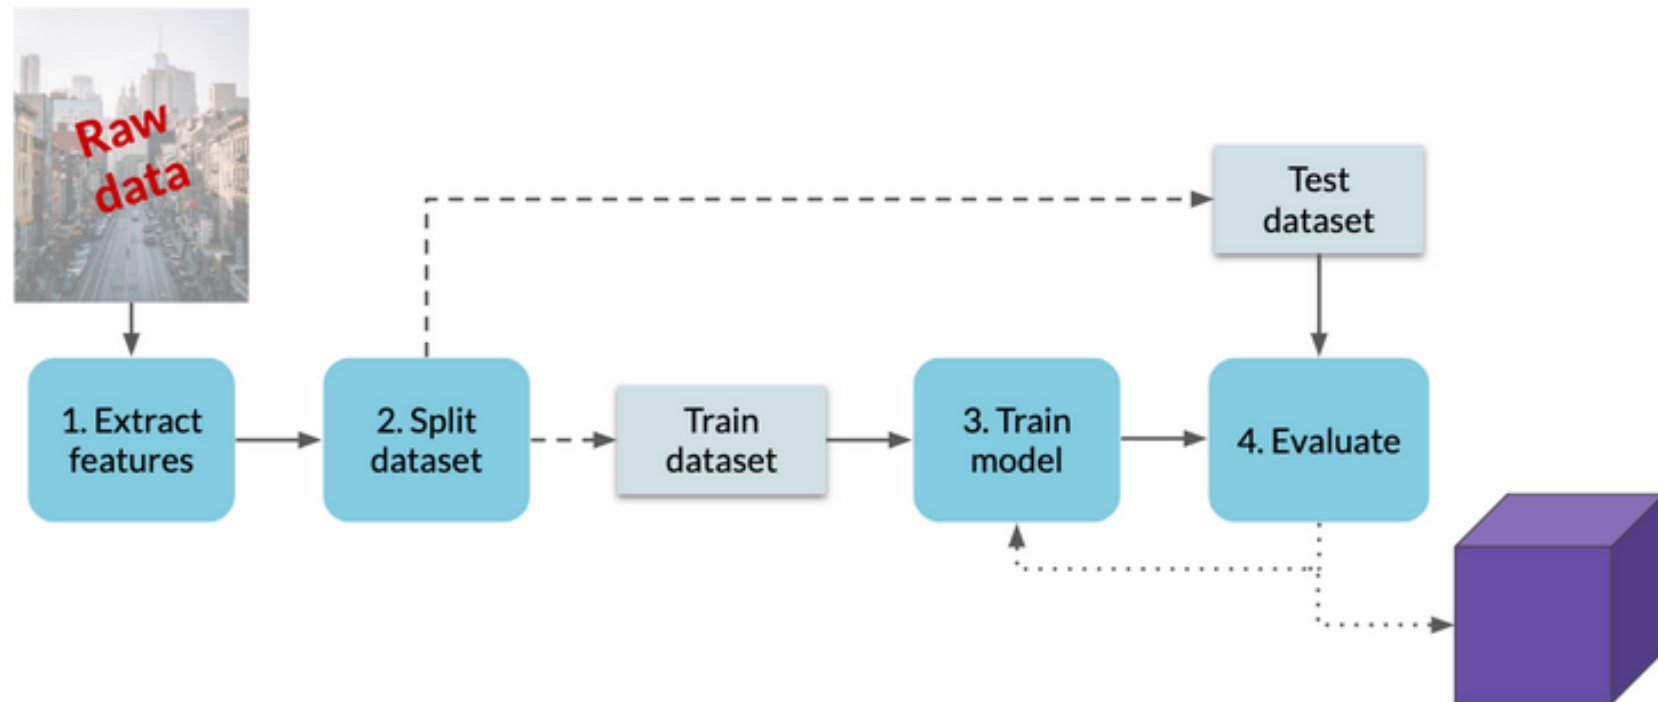 Raw
data
Test
dataset
1. Extract
features
2. Split
dataset
Train
dataset
3. Train
model
4. Evaluate